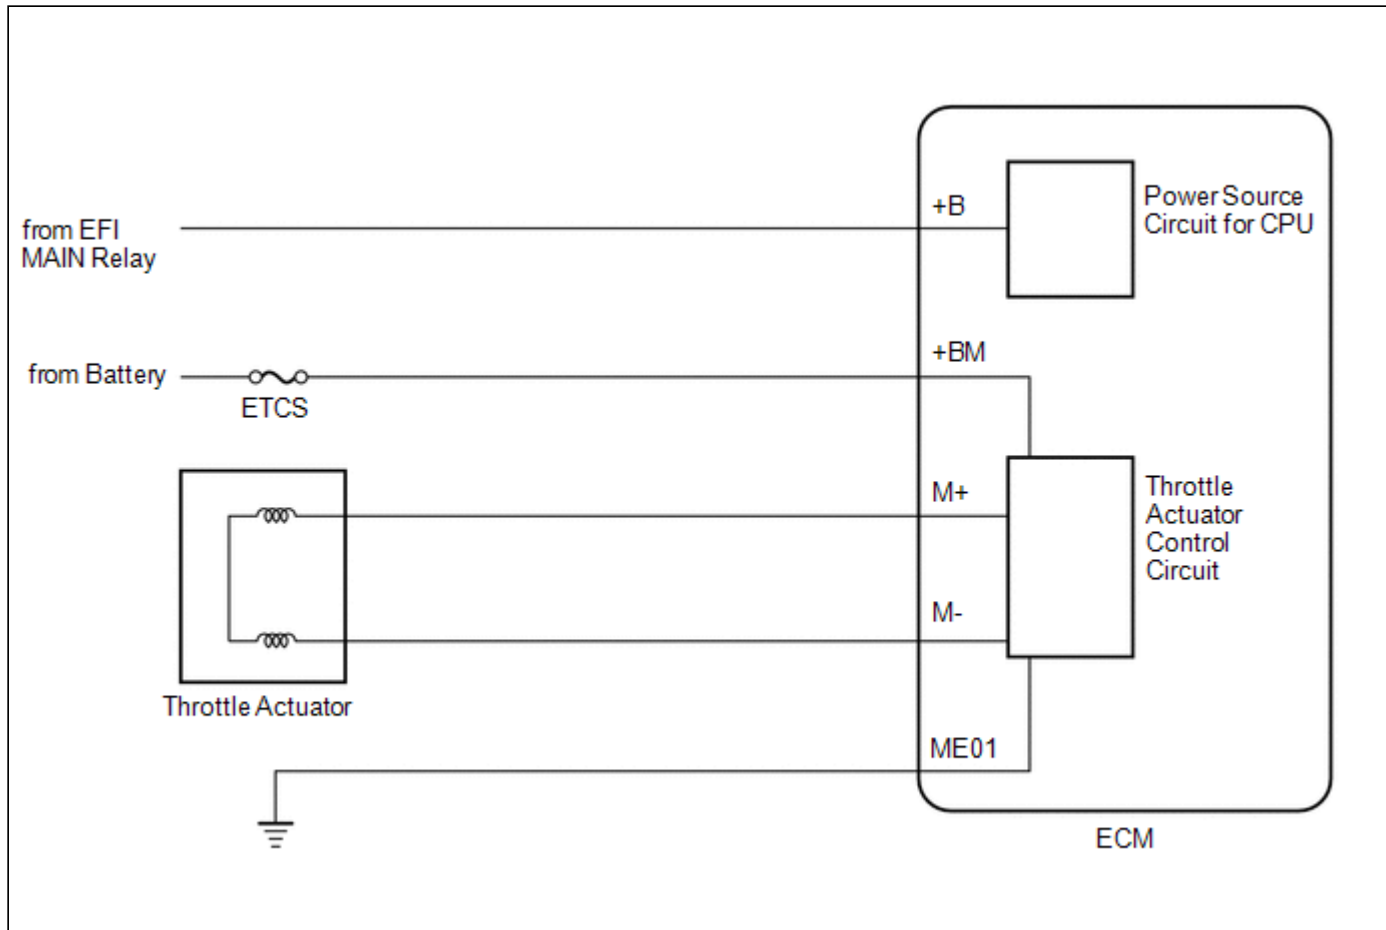 from EFI
MAIN Relay
+B
Power Source
Circuit for CPU
from Battery
ETCS
+BM
M+
Throttle
Actuator
Control
Circuit
M-
Throttle Actuator
ME01
ECM